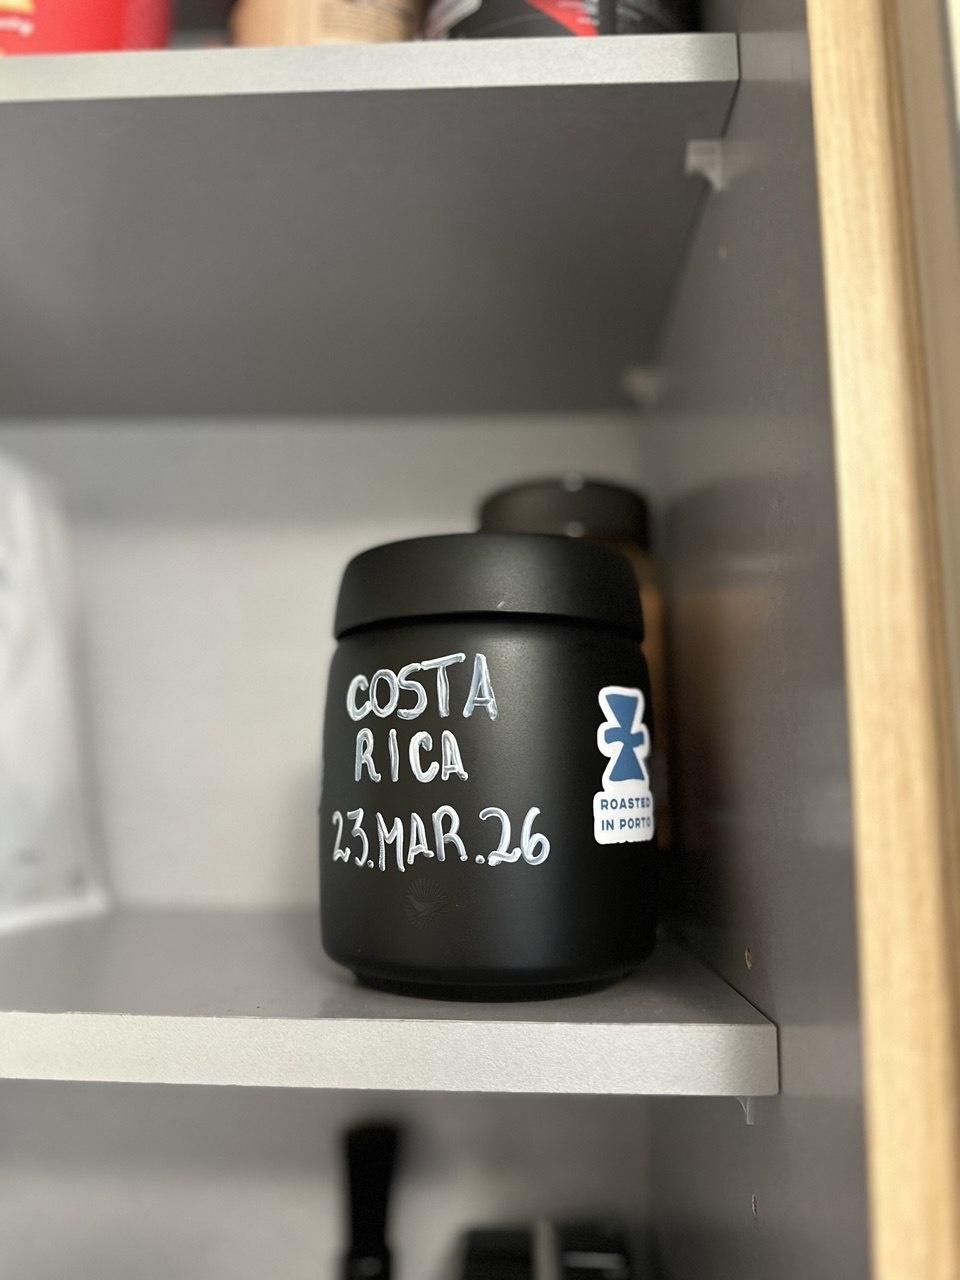 COSTA
RICA
23.MAR.26
ROASTED
IN PORTO